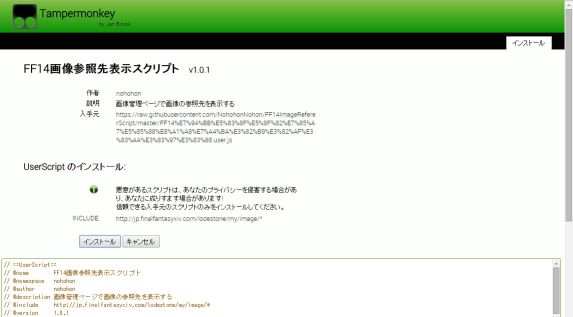 Tampermonkey
by Jan Biniok
インストール
FF14画像参照先表示スクリプト v1.0.1
作者 nohohon
説明 画像管理ページで画像の参照先を表示する
入手元 https://raw.githubusercontent.com/NohohonNohon/FF14ImageRefere
rScript/master/FF14%E7%94%BB%E5%83%8F%E5%8F%82%E7%85%A
7%E5%85%88%E8%A1%A8%E7%A4%BA%E3%82%B9%E3%82%AF%E3
%83%AA%E3%83%97%E3%83%88.user.js
UserScript のインストール:
悪意があるスクリプトは、あなたのプライバシーを侵害する場合があ
り、あなたに成りすます場合があります!
信頼できる入手元のスクリプトのみをインストールしてください。
INCLUDE: http://jp.finalfantasyxiv.com/lodestone/my/image/*
インストール キャンセル
// ==UserScript==
// @name FF14画像参照先表示スクリプト
// @namespace nohohon
// @author nohohon
// @description 画像管理ページで画像の参照先を表示する
// @include http://jp.finalfantasyxiv.com/lodestone/my/image/*
// @version 1.0.1